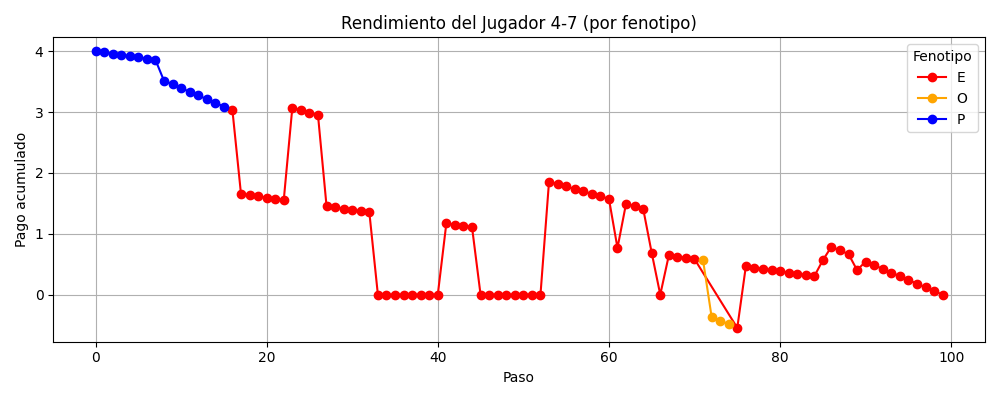 Rendimiento del Jugador 4-7 (por fenotipo)
Pago acumulado
4
3
2
1
0
Fenotipo
E
O
P
0 20 40 60 80 100
Paso